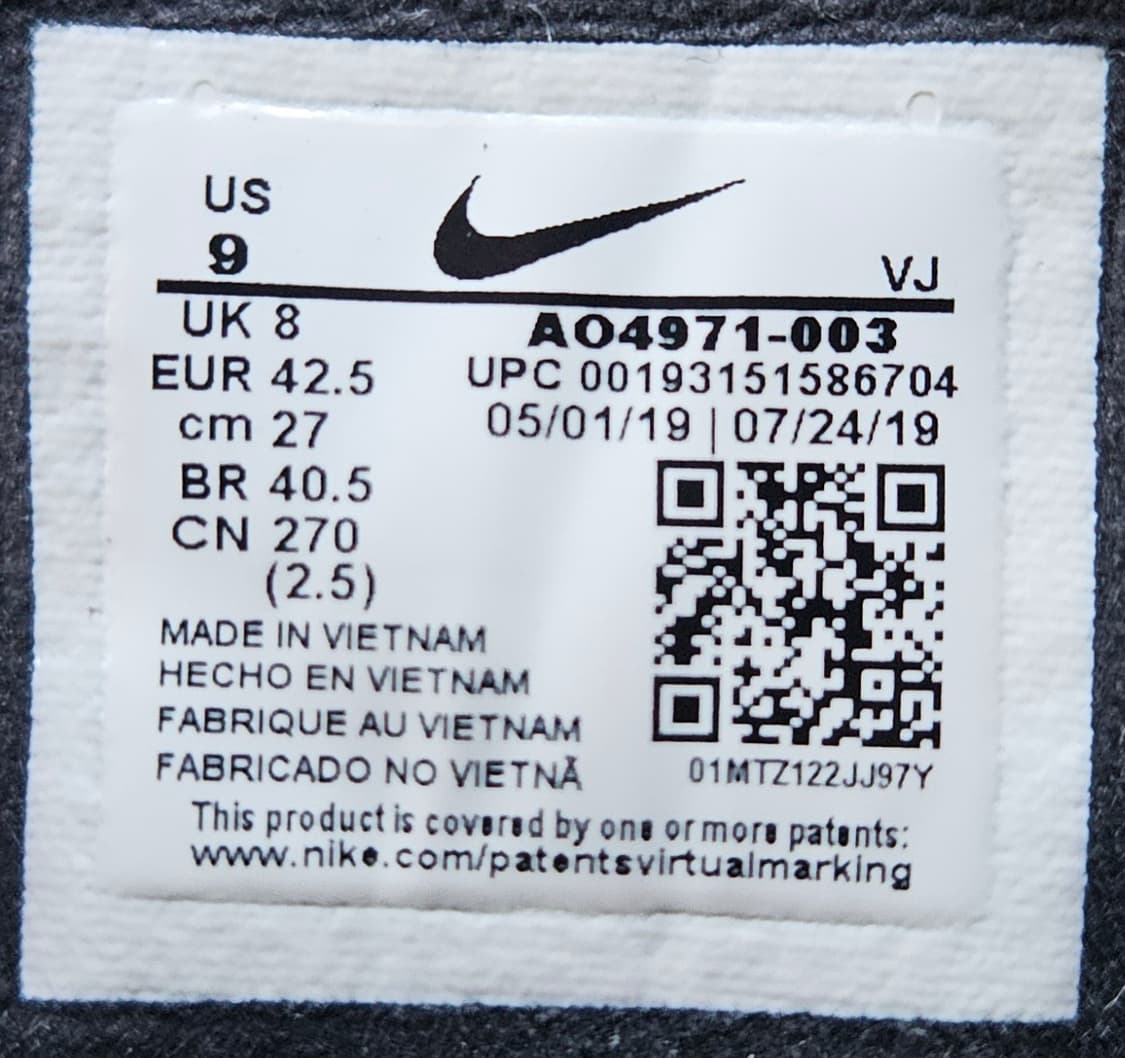 US
9
VJ
UK 8
AO4971-003
EUR 42.5
UPC 00193151586704
cm 27
05/01/19 | 07/24/19
BR 40.5
CN 270
(2.5)
MADE IN VIETNAM
HECHO EN VIETNAM
FABRIQUE AU VIETNAM
FABRICADO NO VIETNÃ
01MTZ122JJ97Y
This product is covered by one or more patents:
www.nike.com/patentsvirtualmarking